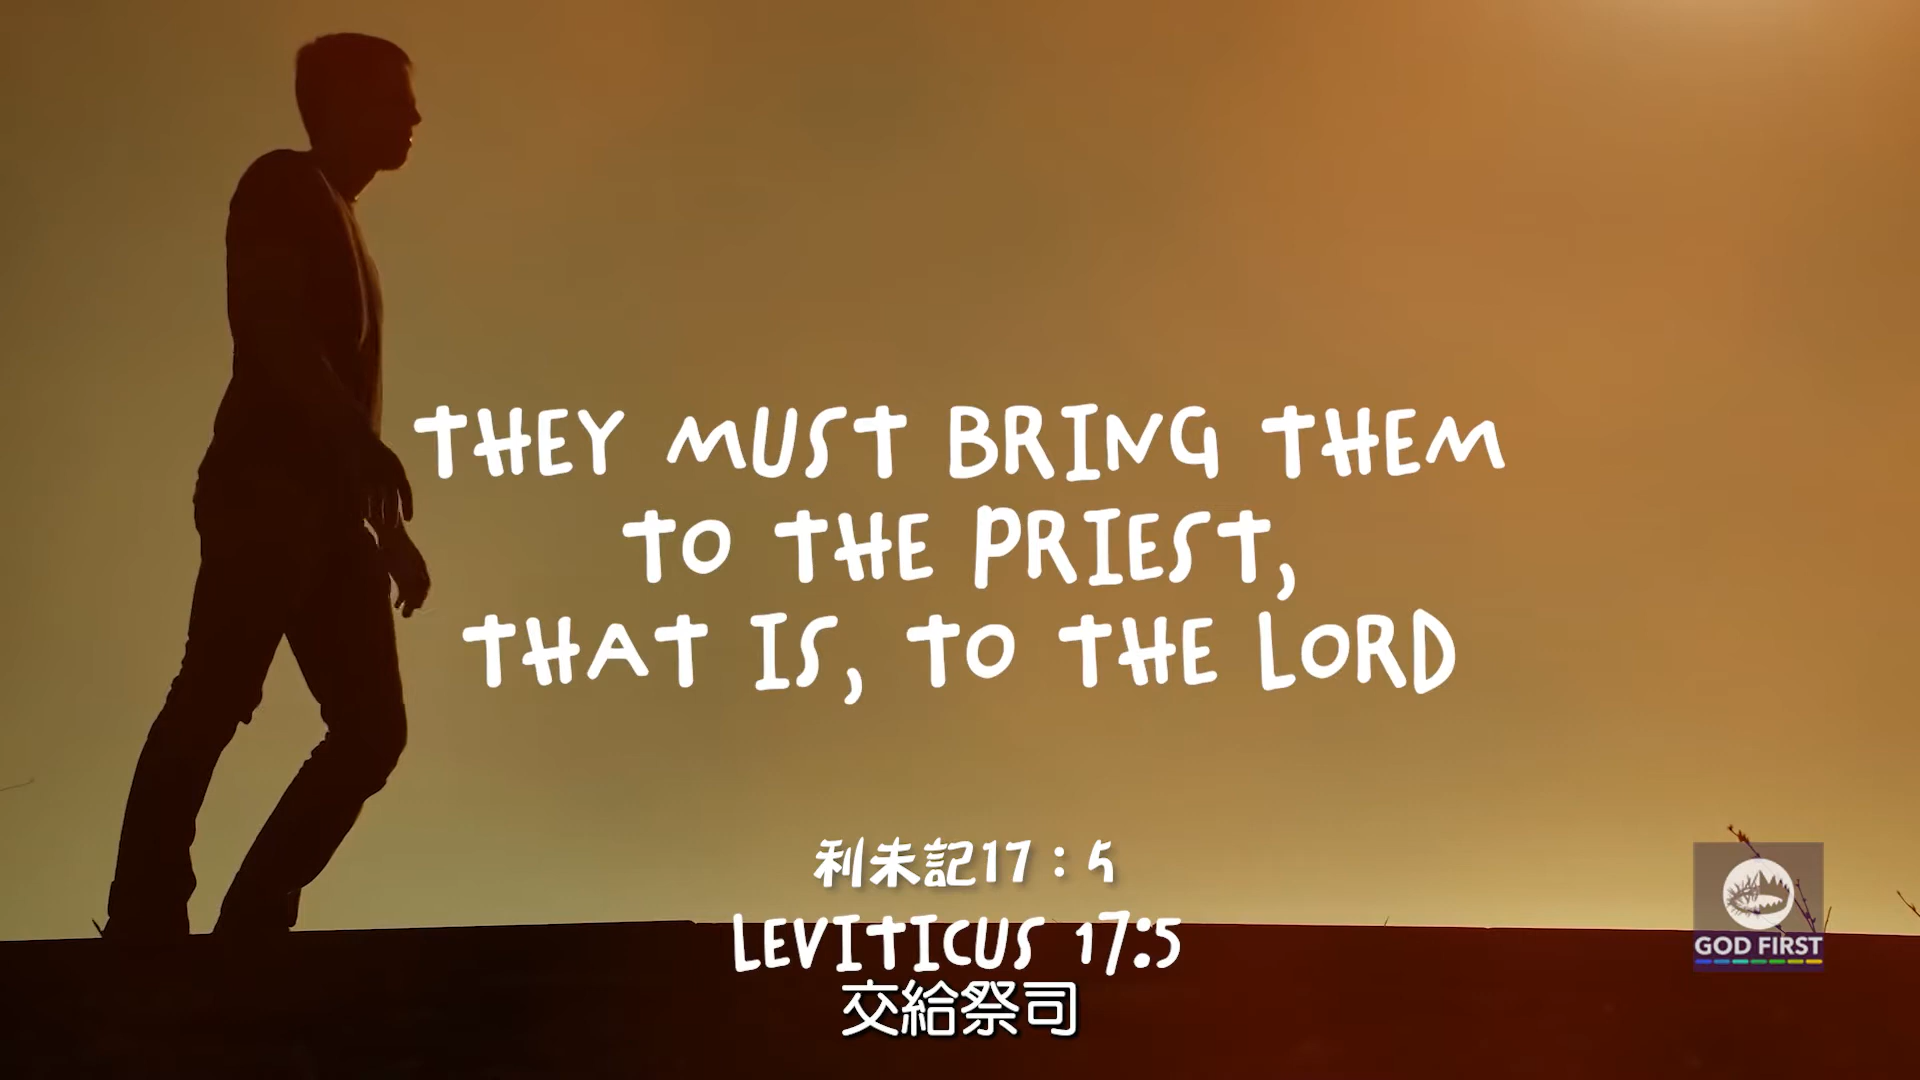 THEY MUST BRING THEM
TO THE PRIEST,
THAT IS, TO THE LORD
利未記17：5
LEVITICUS 17:5
交給祭司
GOD FIRST